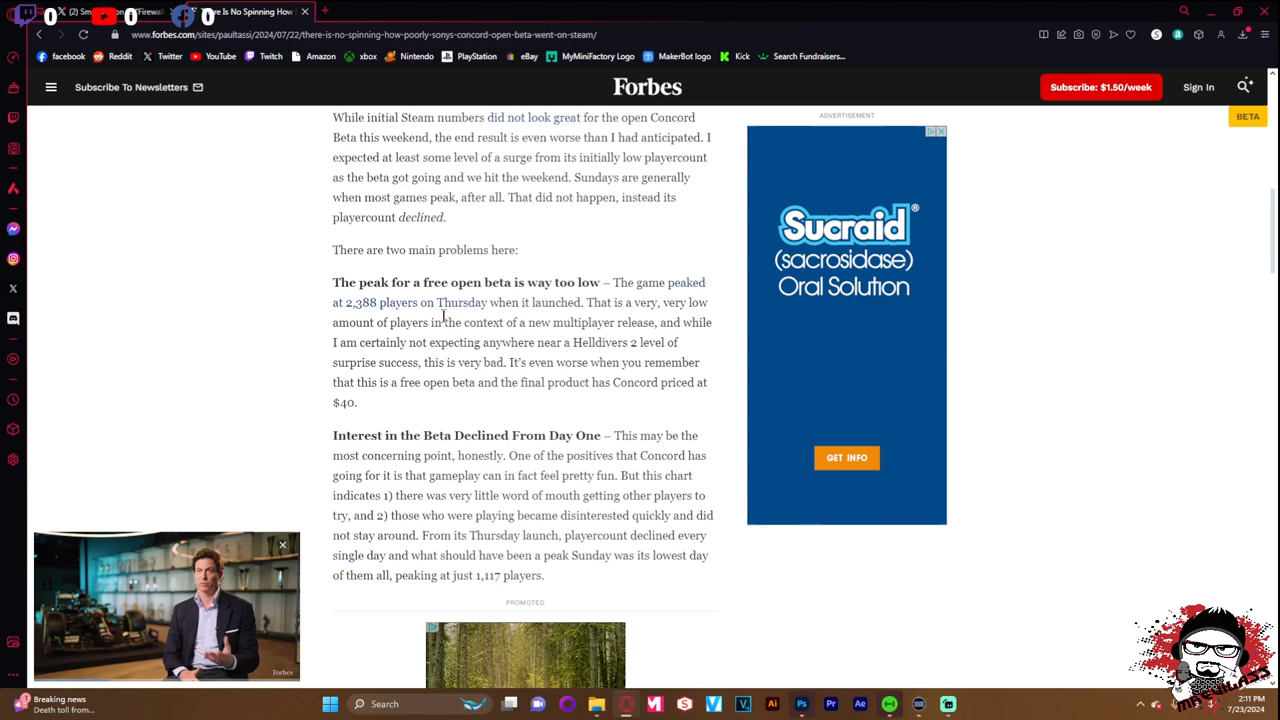 0
0
0
(2)
"Firewal
There Is No Spinning How
www.forbes.com/sites/paultassi/2024/07/22/there-is-no-spinning-how-poorly-sonys-concord-open-beta-went-on-steam/
facebook
Reddit
Twitter
YouTube
Twitch
Amazon
xbox
Nintendo
PlayStation
eBay
MyMiniFactory Logo
MakerBot logo
Kick
Search Fundraisers...
Subscribe To Newsletters
Forbes
Subscribe: $1.50/week
Sign In
BETA
While initial Steam numbers did not look great for the open Concord
Beta this weekend, the end result is even worse than I had anticipated. I
expected at least some level of a surge from its initially low playercount
as the beta got going and we hit the weekend. Sundays are generally
when most games peak, after all. That did not happen, instead its
playercount declined.
There are two main problems here:
The peak for a free open beta is way too low – The game peaked
at 2,388 players on Thursday when it launched. That is a very, very low
amount of players in the context of a new multiplayer release, and while
I am certainly not expecting anywhere near a Helldivers 2 level of
surprise success, this is very bad. It's even worse when you remember
that this is a free open beta and the final product has Concord priced at
$40.
Interest in the Beta Declined From Day One – This may be the
most concerning point, honestly. One of the positives that Concord has
going for it is that gameplay can in fact feel pretty fun. But this chart
indicates 1) there was very little word of mouth getting other players to
try, and 2) those who were playing became disinterested quickly and did
not stay around. From its Thursday launch, playercount declined every
single day and what should have been a peak Sunday was its lowest day
of them all, peaking at just 1,117 players.
PROMOTED
ADVERTISEMENT
Sucraid®
(sacrosidase)
Oral Solution
GET INFO
Forbes
Breaking news
Death toll from...
Search
2:11 PM
7/23/2024